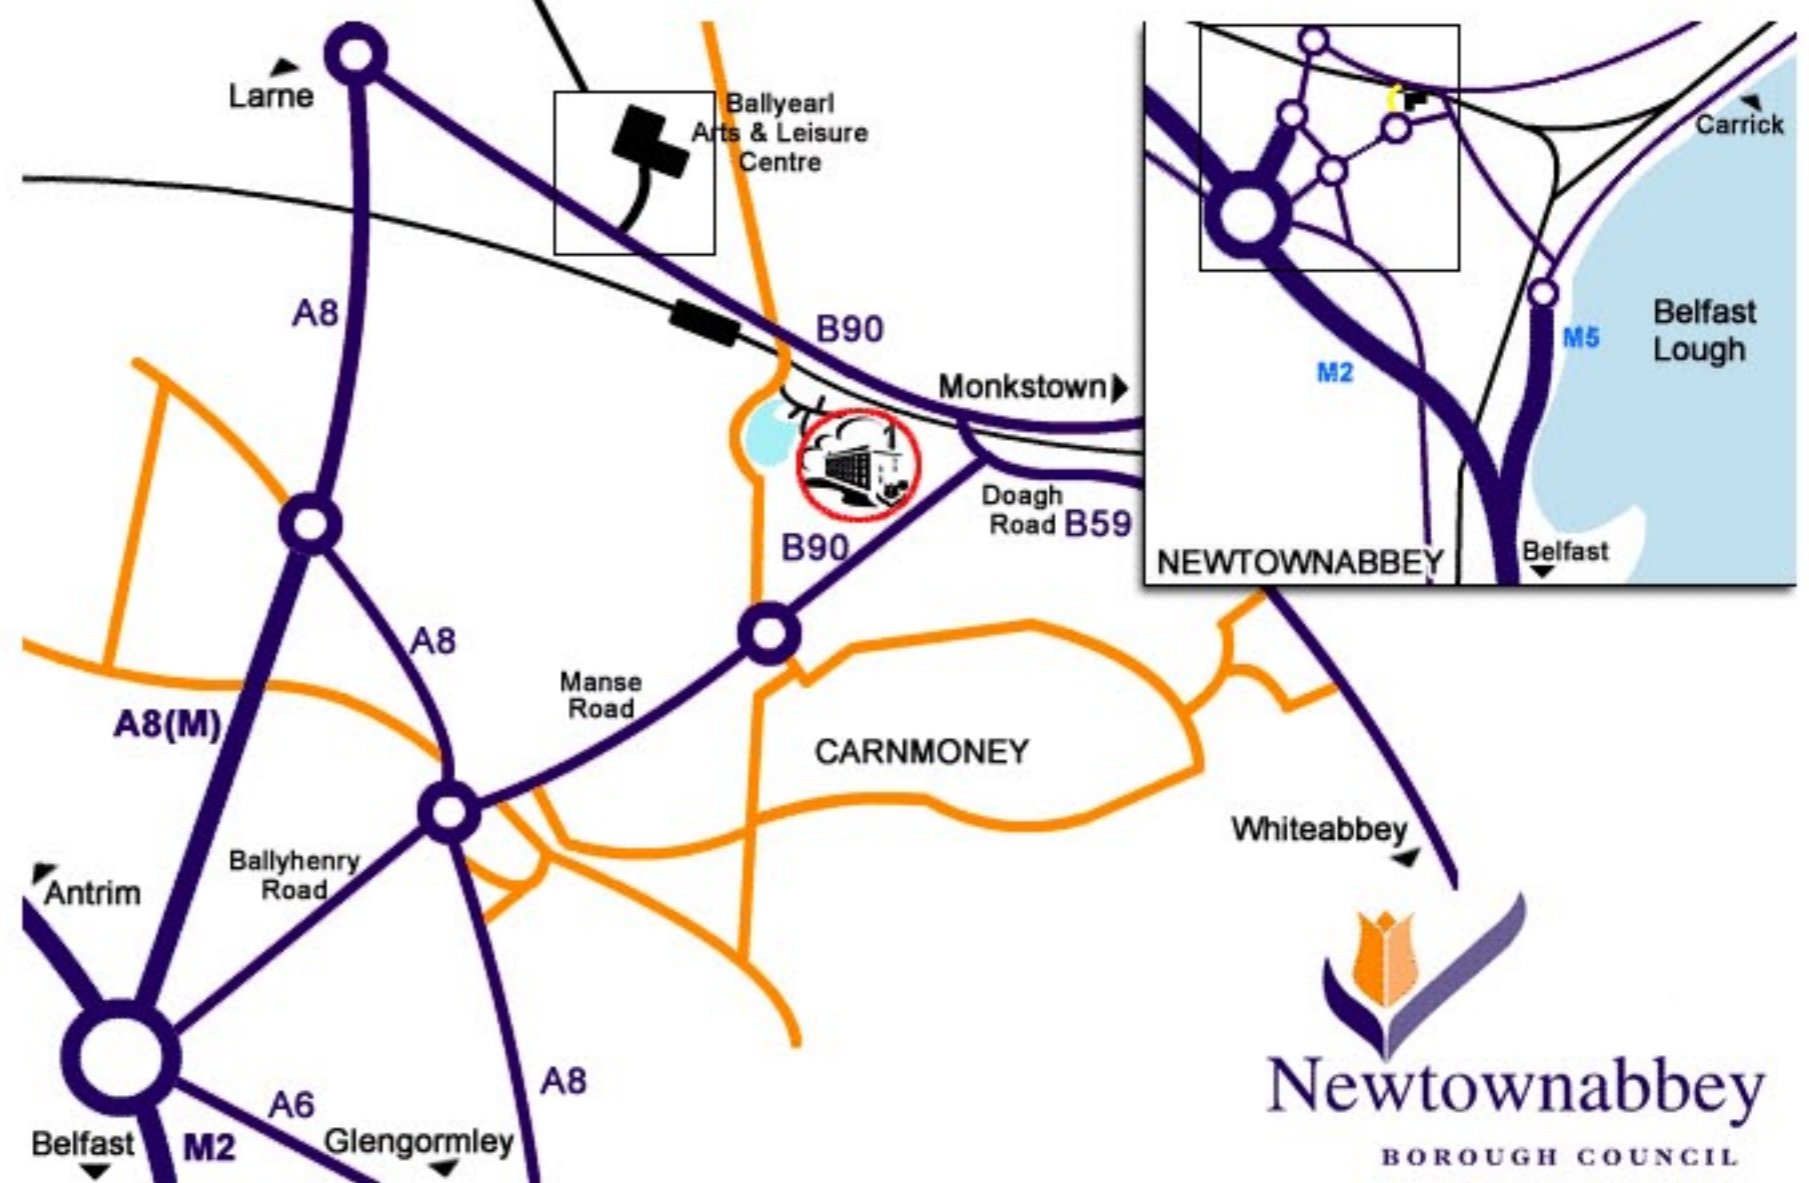 Larne
Ballyearl
Arts & Leisure
Centre
A8
B90
Monkstown
Doagh
Road B59
B90
A8
Manse
Road
A8(M)
CARNMONEY
Ballyhenry
Road
Antrim
Whiteabbey
A6
A8
Belfast
M2
Glengormley
Carrick
Belfast
Lough
M5
M2
NEWTOWNABBEY
Belfast
Newtownabbey
BOROUGH COUNCIL